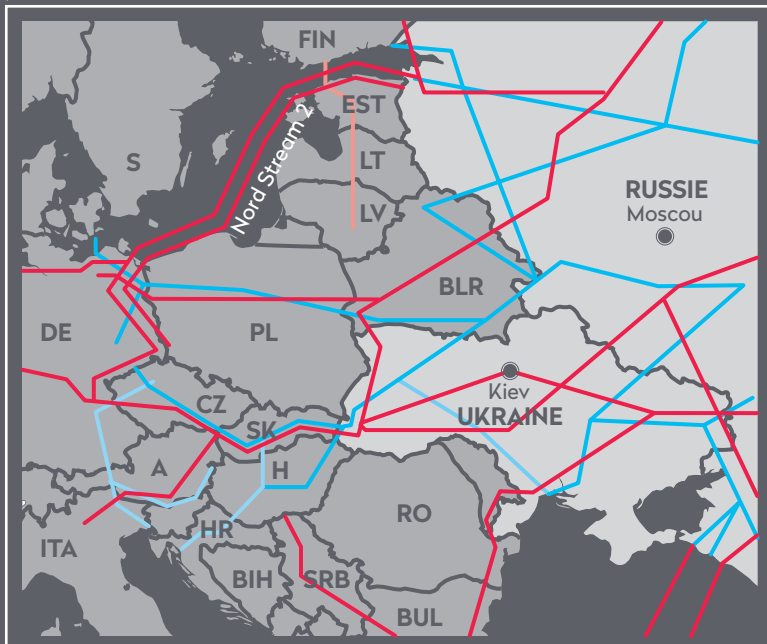 FIN
EST
S
Nord Stream 2
LT
RUSSIE
Moscou
LV
BLR
DE
PL
Kiev
UKRAINE
CZ
SK
A
H
RO
HR
ITA
BIH
SRB
BUL